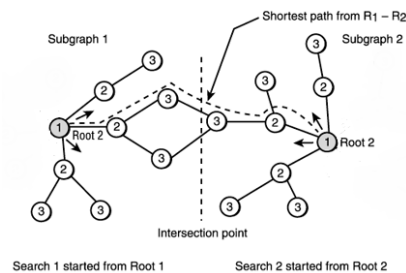 Shortest path from R1 – R2
Subgraph 1
Subgraph 2
3
3
3
2
2
3
3
2
2
1
Root 2
1
Root 2
3
2
2
3
3
3
3
Intersection point
Search 1 started from Root 1
Search 2 started from Root 2